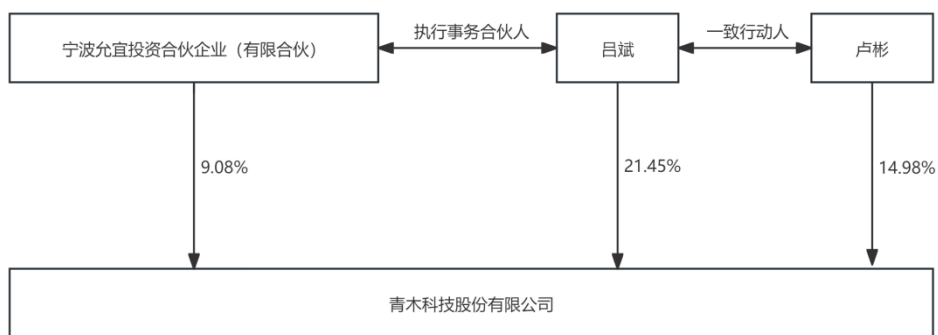 宁波允宜投资合伙企业（有限合伙）
执行事务合伙人
吕斌
一致行动人
卢彬
9.08%
21.45%
14.98%
青木科技股份有限公司